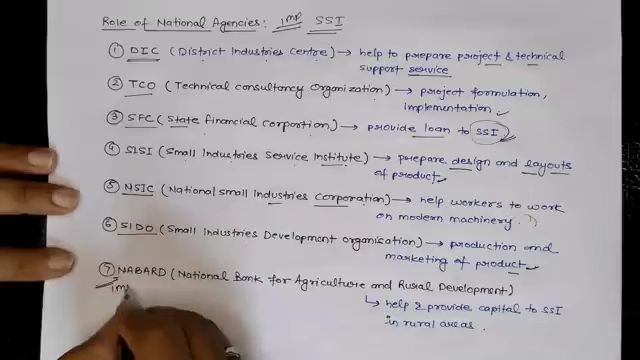 Role of National Agencies: imp SSI
① DIC (District Industries Centre) → help to prepare project & technical
support service
② TCO (Technical consultancy Organization) → project formulation,
implementation
③ SFC (State financial corportion) → provide loan to SSI
④ SISI (Small Industries Service Institute) → prepare design and layouts
of product
⑤ NSIC (National Small Industries Corporation) → help workers to work
on modern machinery.
⑥ SIDO (Small Industries Development organization) → production and
marketing of product
⑦ NABARD (National Bank for Agriculture and Rural Development)
imp
↳ help & provide capital to SSI
in rural areas.